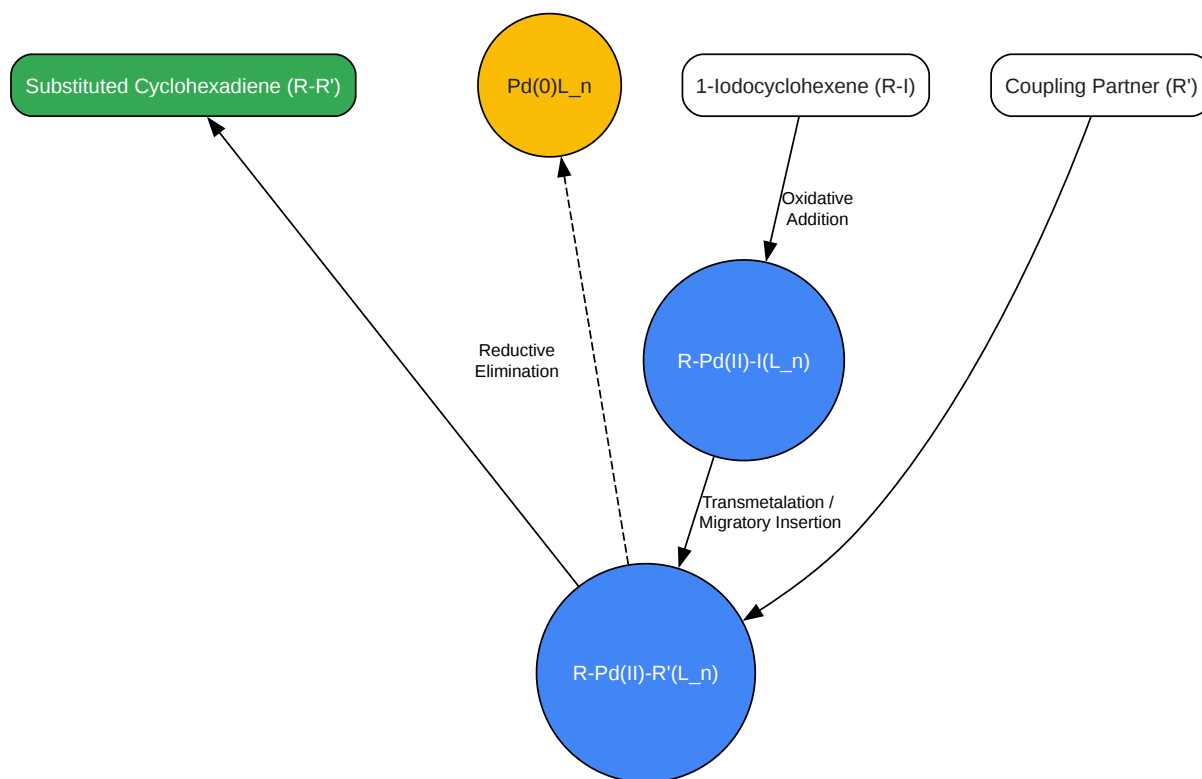 Substituted Cyclohexadiene (R-R')
Pd(0)L_n
1-Iodocyclohexene (R-I)
Coupling Partner (R')
Oxidative
Addition
Reductive
Elimination
R-Pd(II)-I(L_n)
Transmetalation /
Migratory Insertion
R-Pd(II)-R'(L_n)